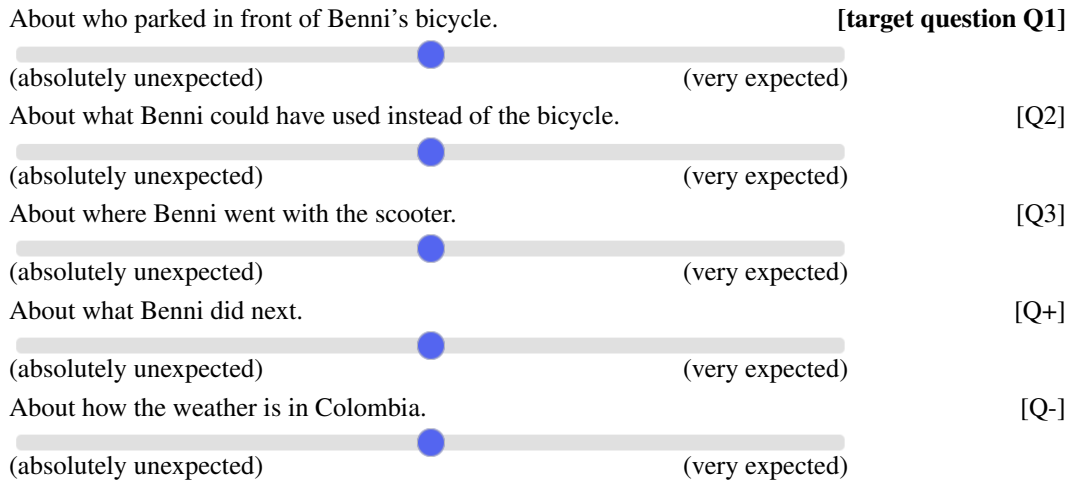 About who parked in front of Benni’s bicycle. [target question Q1]
(absolutely unexpected) (very expected)
About what Benni could have used instead of the bicycle. [Q2]
(absolutely unexpected) (very expected)
About where Benni went with the scooter. [Q3]
(absolutely unexpected) (very expected)
About what Benni did next. [Q+]
(absolutely unexpected) (very expected)
About how the weather is in Colombia. [Q-]
(absolutely unexpected) (very expected)